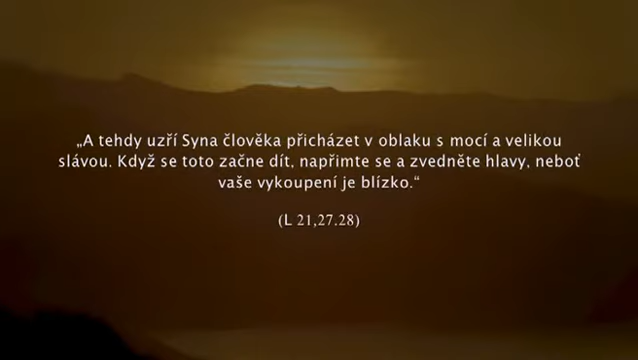 „A tehdy uzří Syna člověka přicházet v oblaku s mocí a velikou
slávou. Když se toto začne dít, napřimte se a zvedněte hlavy, neboť
vaše vykoupení je blízko.“
(L 21,27.28)